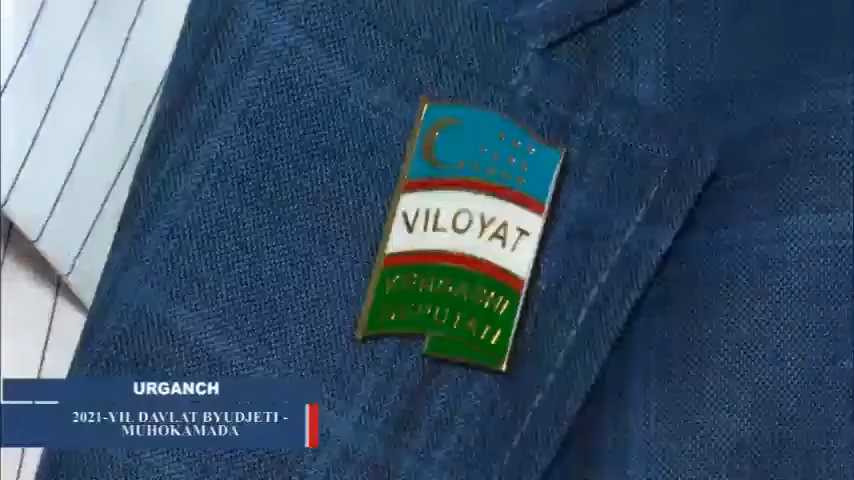 VILOYAT
KENGASHI
DEPUTATI
URGANCH
2021-YIL DAVLAT BYUDJETI -
MUHOKAMADA